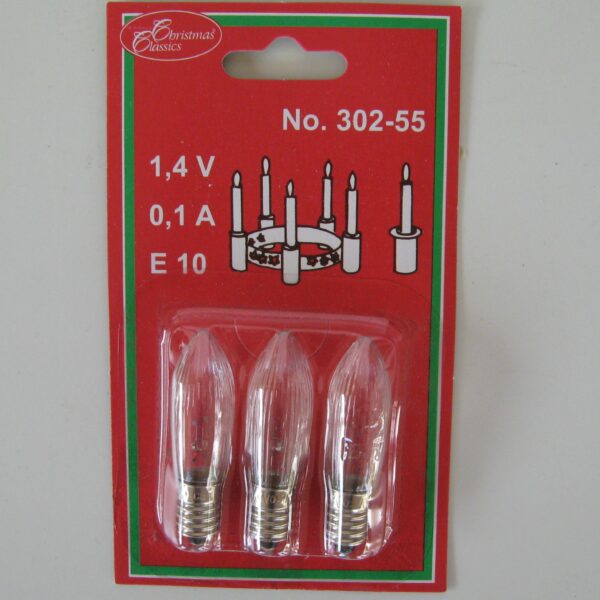 Christmas
Classics
No. 302-55
1,4 V
0,1 A
E 10